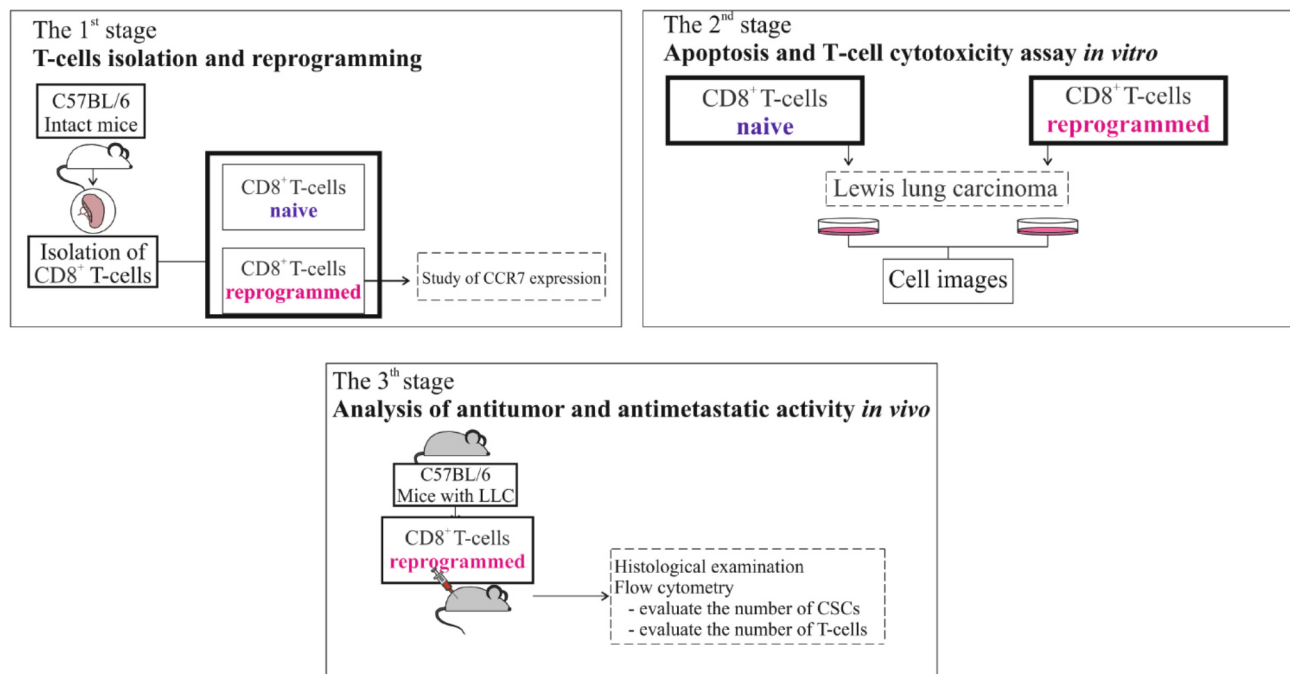 The 1st stage
T-cells isolation and reprogramming
C57BL/6
Intact mice
Isolation of
CD8+ T-cells
CD8+ T-cells
naive
CD8+ T-cells
reprogrammed
Study of CCR7 expression
The 2nd stage
Apoptosis and T-cell cytotoxicity assay in vitro
CD8+ T-cells
naive
CD8+ T-cells
reprogrammed
Lewis lung carcinoma
Cell images
The 3th stage
Analysis of antitumor and antimetastatic activity in vivo
C57BL/6
Mice with LLC
CD8+ T-cells
reprogrammed
Histological examination
Flow cytometry
- evaluate the number of CSCs
- evaluate the number of T-cells